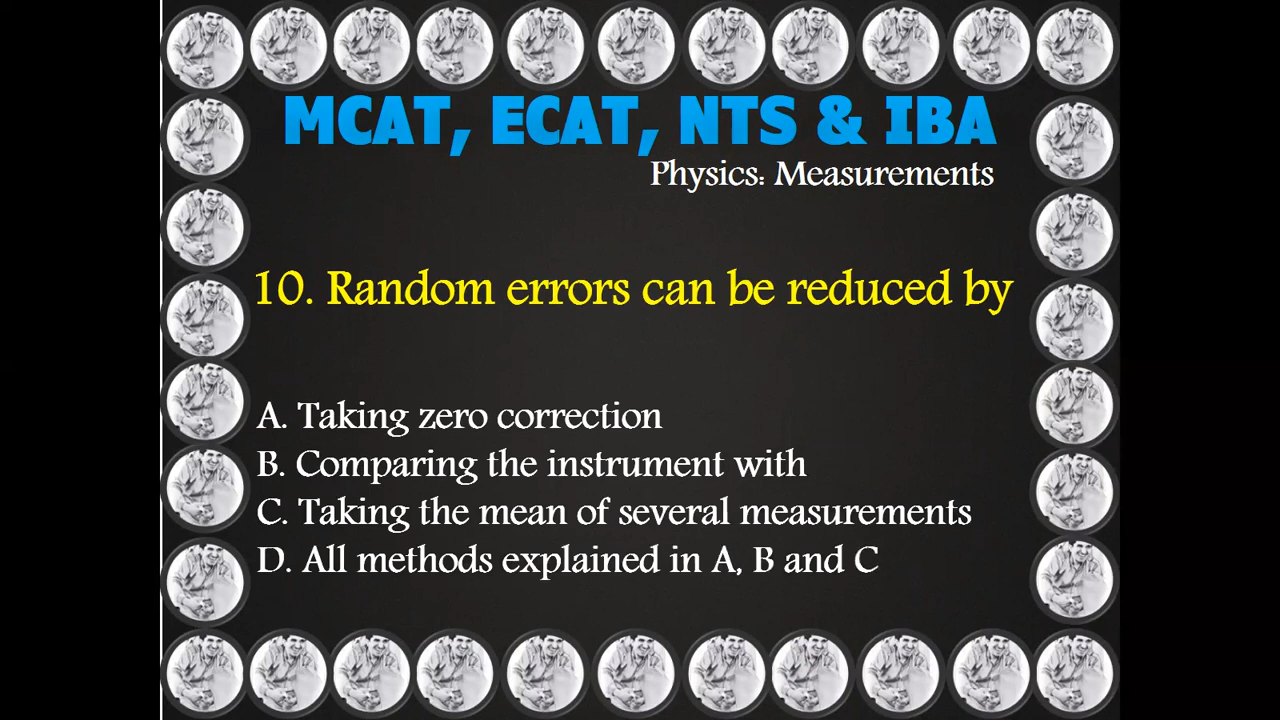 MCAT, ECAT, NTS & IBA
Physics: Measurements
10. Random errors can be reduced by
A. Taking zero correction
B. Comparing the instrument with
C. Taking the mean of several measurements
D. All methods explained in A, B and C